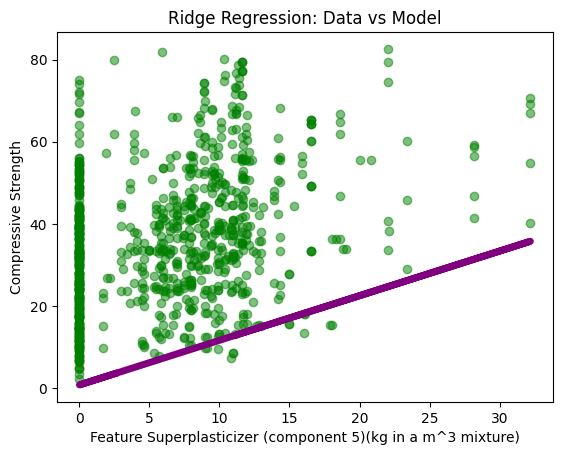 Ridge Regression: Data vs Model
Compressive Strength
80
60
40
20
0
0 5 10 15 20 25 30
Feature Superplasticizer (component 5)(kg in a m^3 mixture)